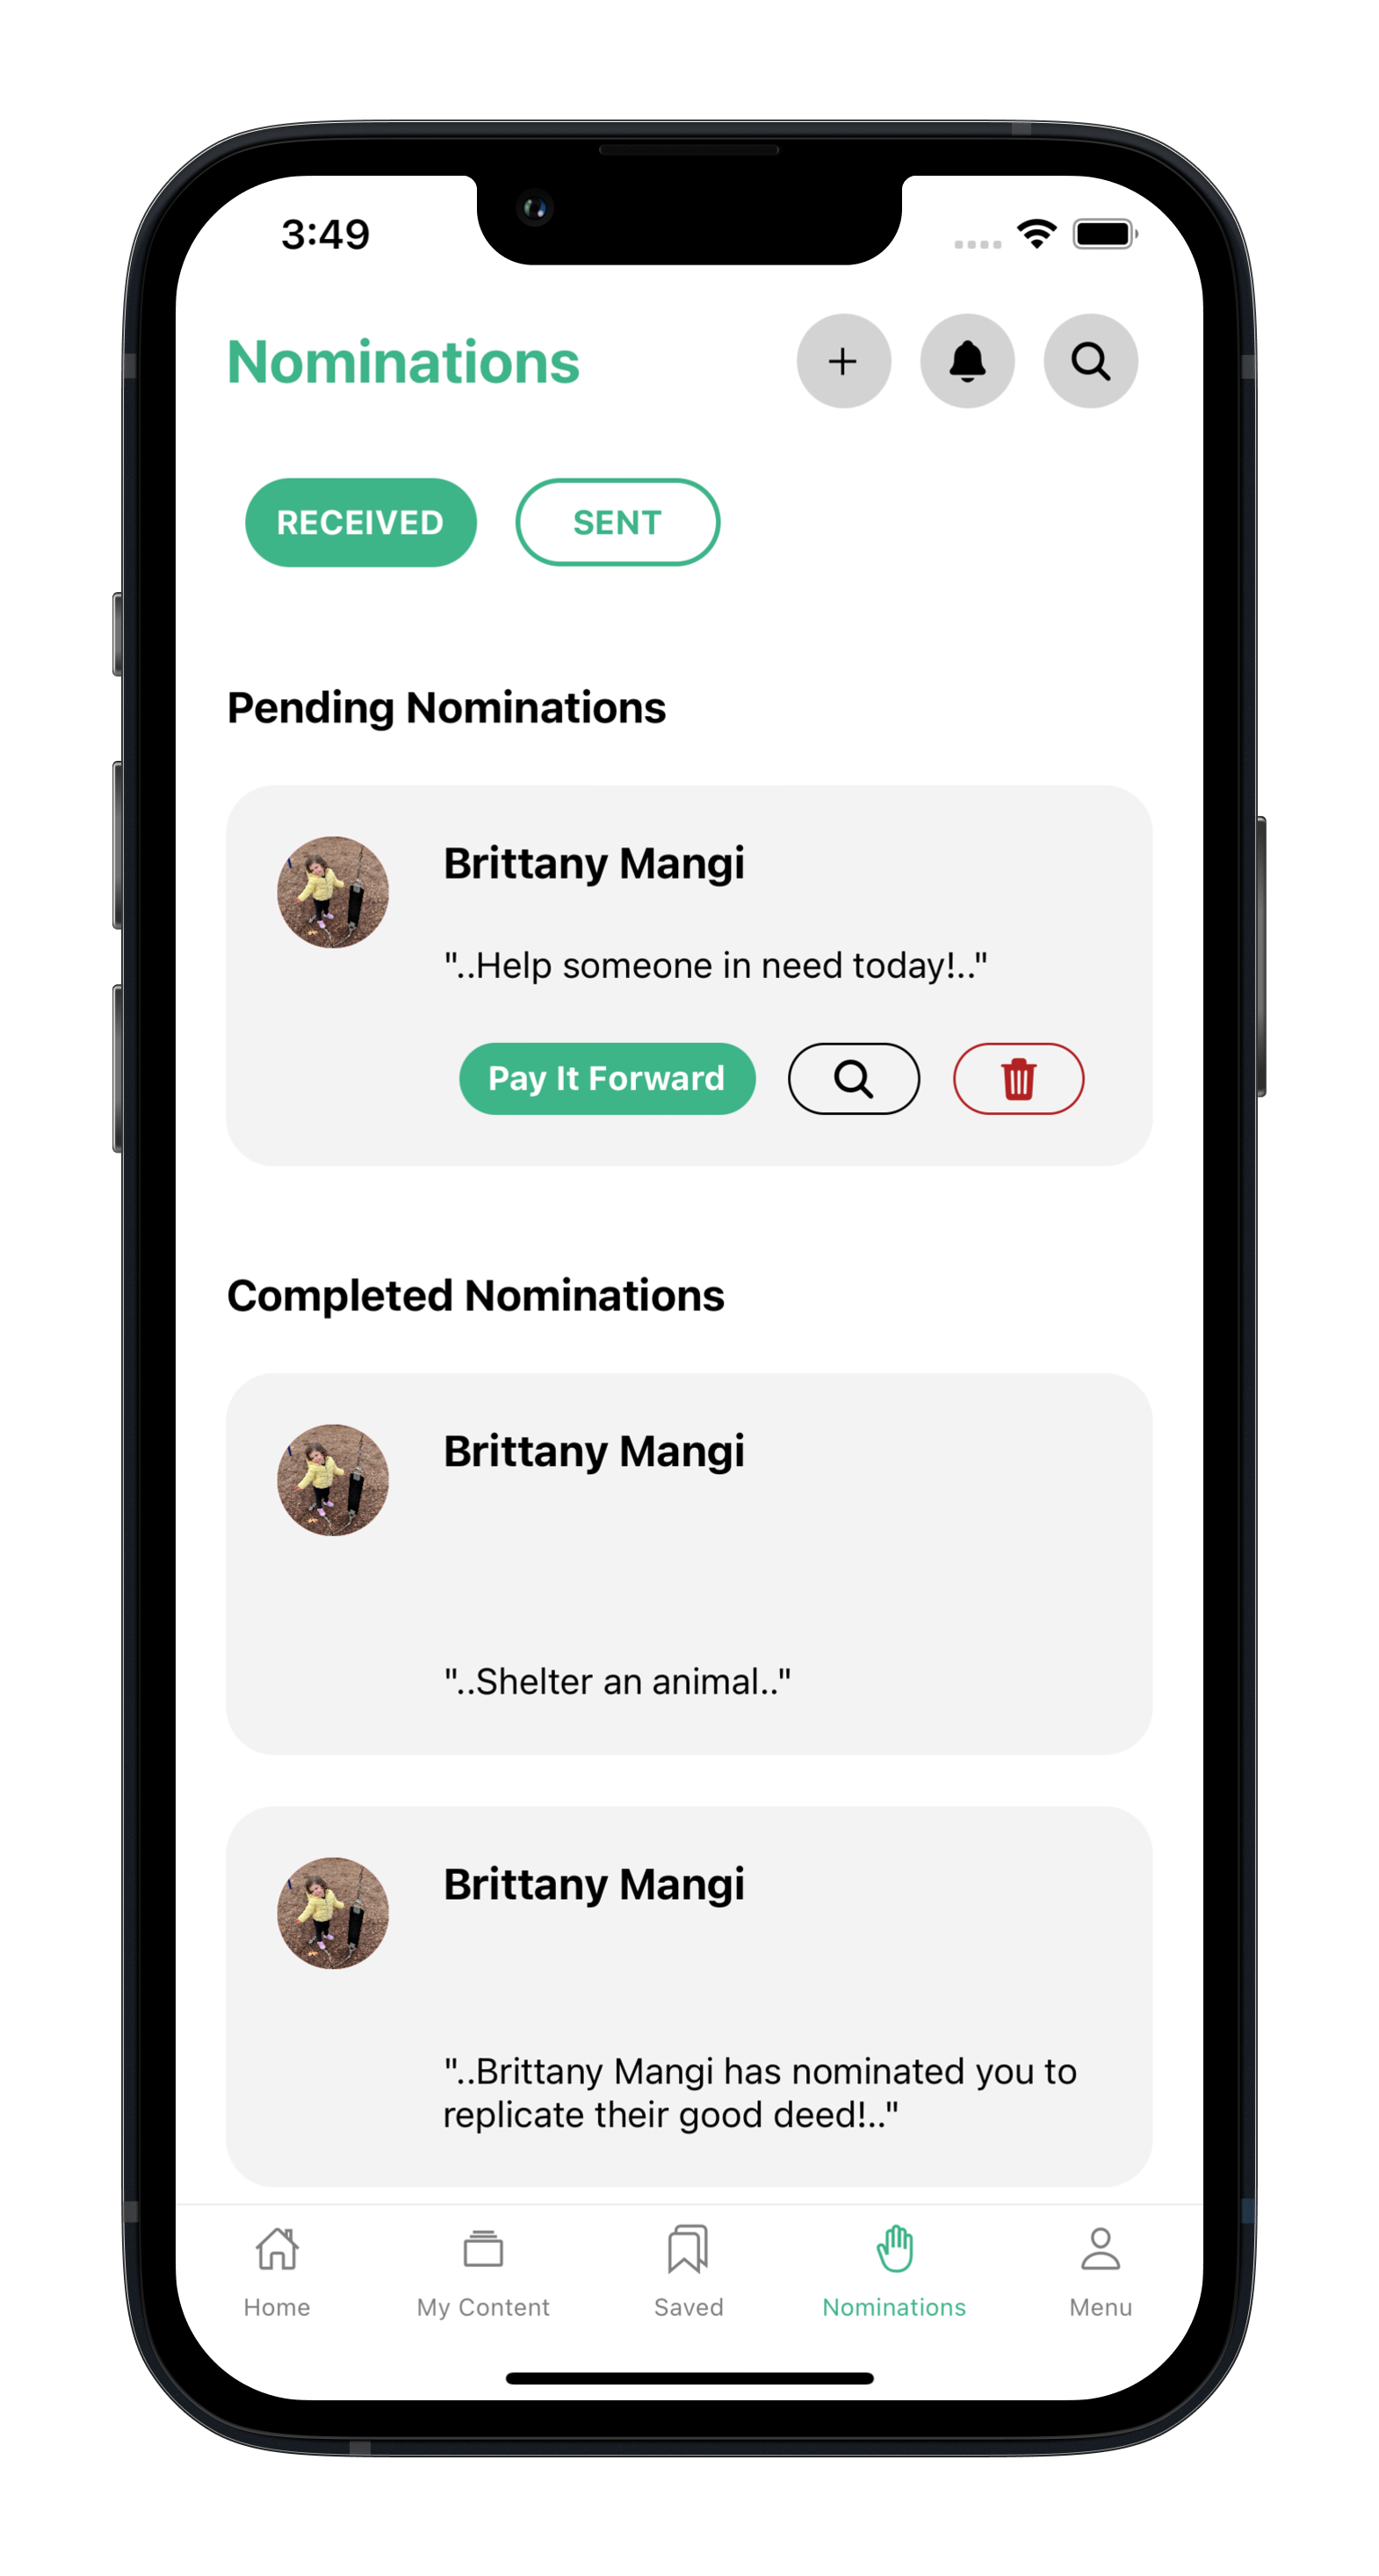 3:49
Nominations
RECEIVED
SENT
Pending Nominations
Brittany Mangi
"..Help someone in need today!.."
Pay It Forward
Completed Nominations
Brittany Mangi
"..Shelter an animal.."
Brittany Mangi
"..Brittany Mangi has nominated you to
replicate their good deed!.."
Home
My Content
Saved
Nominations
Menu